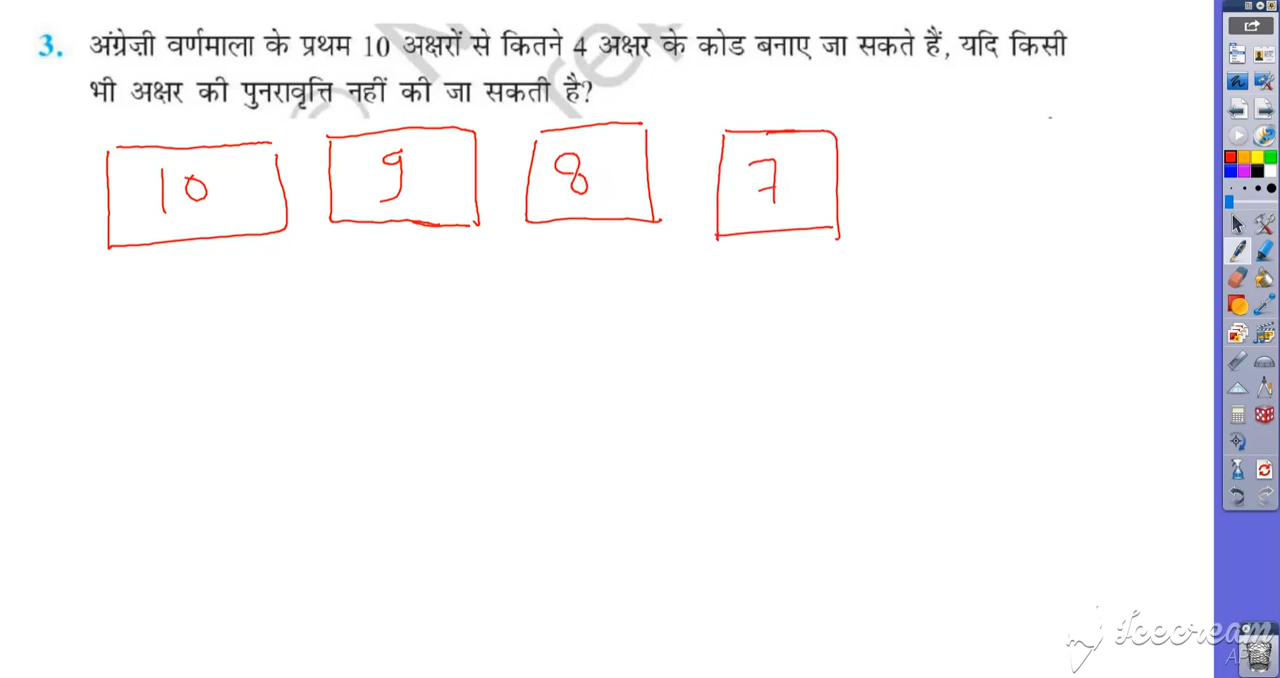 3. अंग्रेज़ी वर्णमाला के प्रथम 10 अक्षरों से कितने 4 अक्षर के कोड बनाए जा सकते हैं, यदि किसी
भी अक्षर की पुनरावृत्ति नहीं की जा सकती है?
10 9 8 7
Icecream